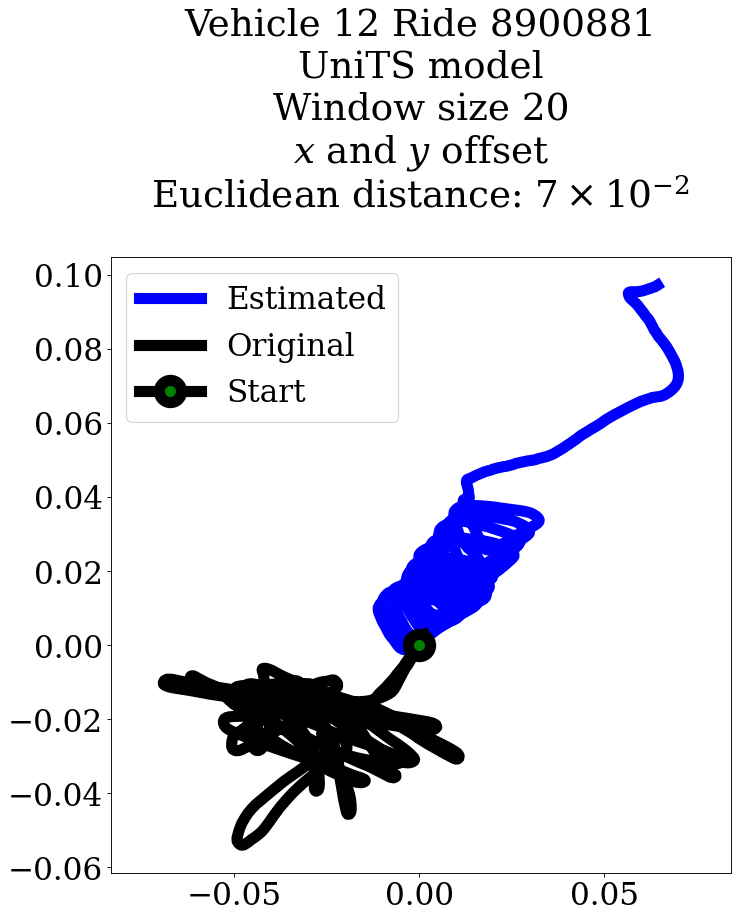 Vehicle 12 Ride 8900881
UniTS model
Window size 20
x and y offset
Euclidean distance: 7 × 10⁻²
Estimated
Original
Start
0.10
0.08
0.06
0.04
0.02
0.00
−0.02
−0.04
−0.06
−0.05 0.00 0.05